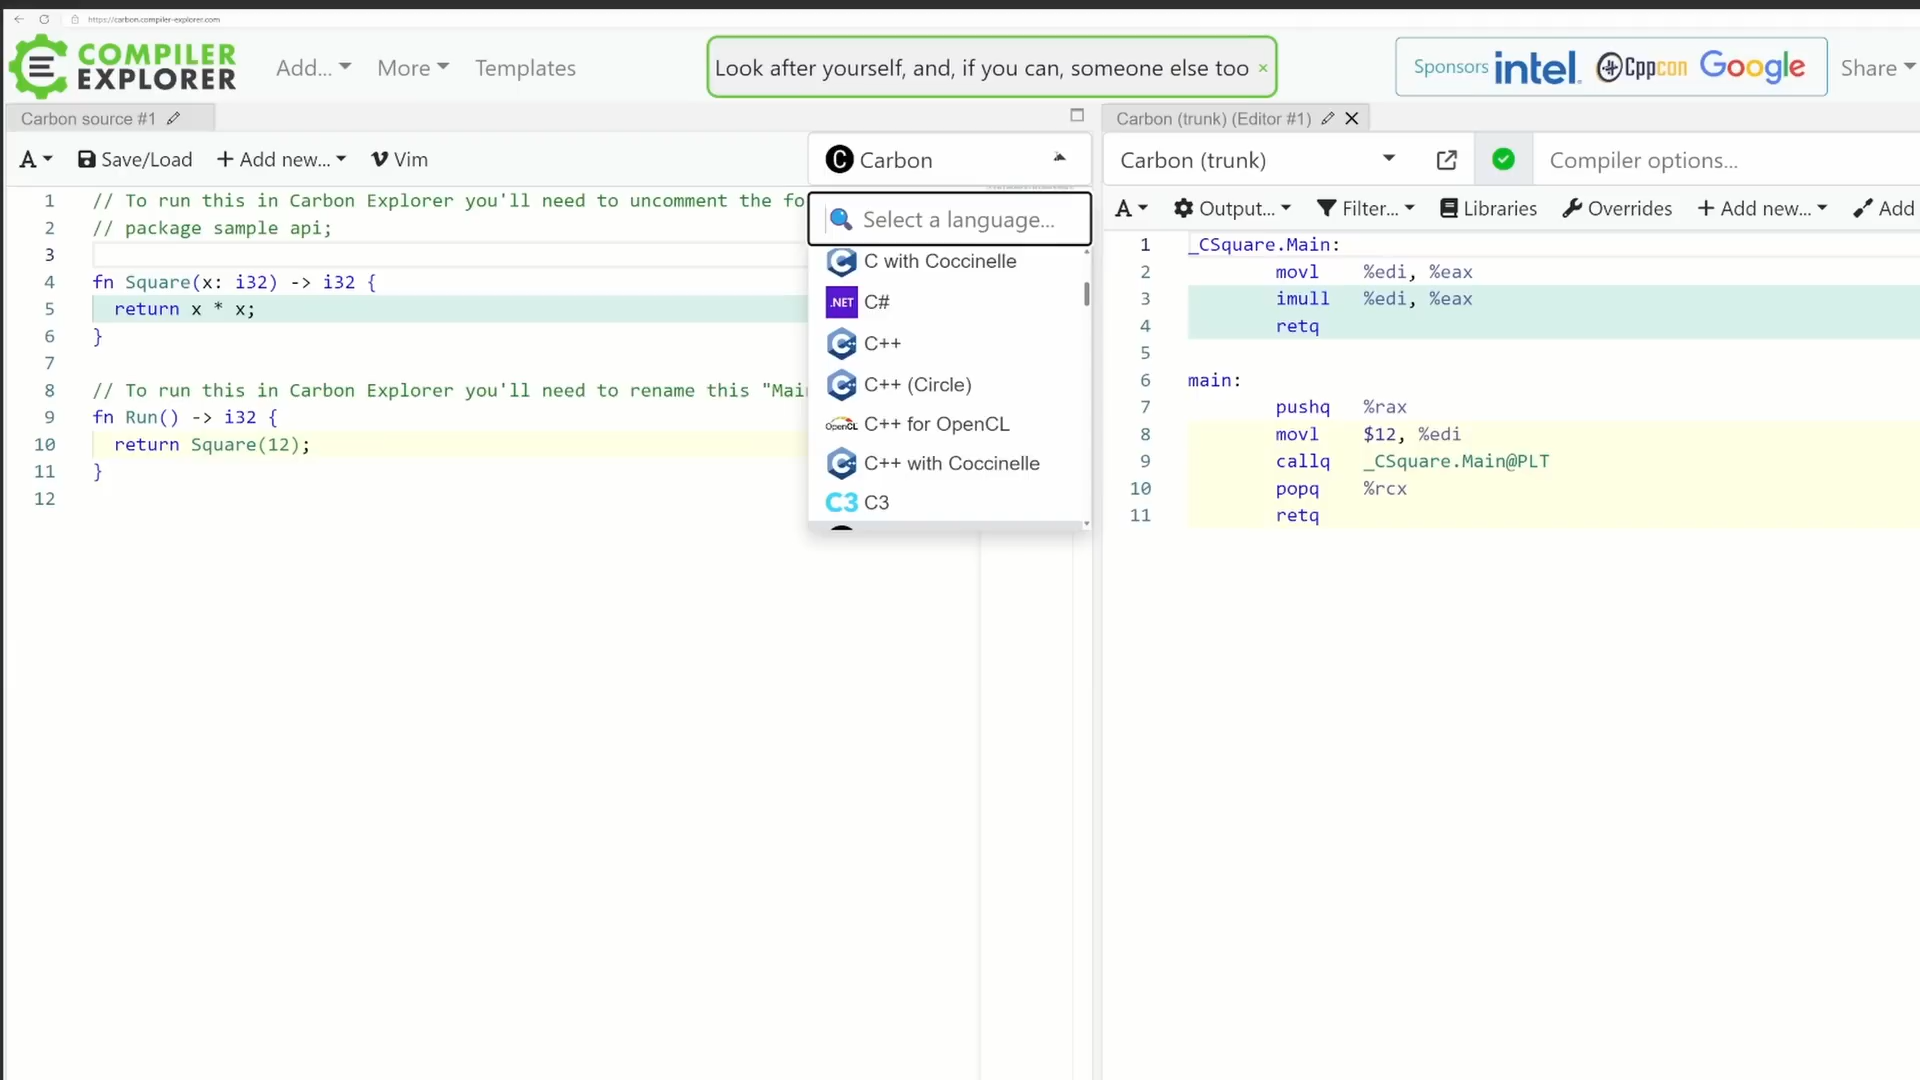 https://carbon.compiler-explorer.com
COMPILER
EXPLORER
Add...
More
Templates
Look after yourself, and, if you can, someone else too ×
Sponsors intel. Cppcon Google
Share
Carbon source #1
A
Save/Load
+ Add new...
Vim
Carbon
Select a language...
C with Coccinelle
.NET C#
C++
C++ (Circle)
OpenCL C++ for OpenCL
C++ with Coccinelle
C3 C3
1 // To run this in Carbon Explorer you'll need to uncomment the fo
2 // package sample api;
3
4 fn Square(x: i32) -> i32 {
5 return x * x;
6 }
7
8 // To run this in Carbon Explorer you'll need to rename this "Mai
9 fn Run() -> i32 {
10 return Square(12);
11 }
12
Carbon (trunk) (Editor #1)
Carbon (trunk)
Compiler options...
A
Output...
Filter...
Libraries
Overrides
+ Add new...
Add
1 _CSquare.Main:
2 movl %edi, %eax
3 imull %edi, %eax
4 retq
5
6 main:
7 pushq %rax
8 movl $12, %edi
9 callq _CSquare.Main@PLT
10 popq %rcx
11 retq